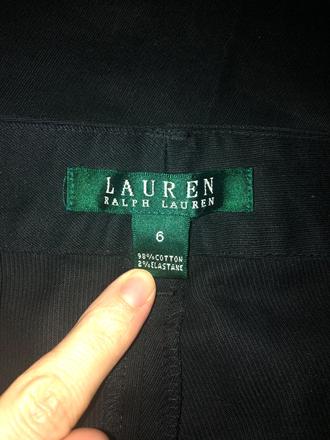 LAUREN
RALPH LAUREN
6
98% COTTON
2% ELASTANE